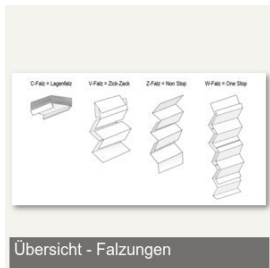 C-Falz = Lagenfalz V-Falz = Zick-Zack Z-Falz = Non Stop W-Falz = One Stop
Übersicht - Falzungen